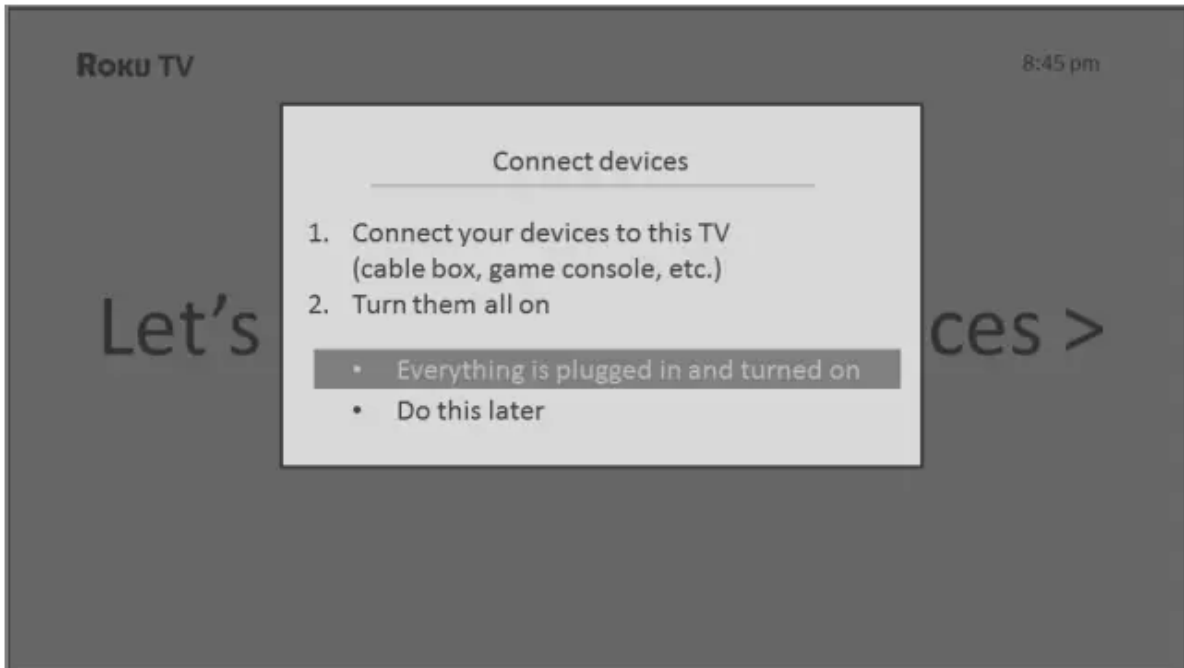 ROKU TV
8:45 pm
Connect devices
1. Connect your devices to this TV
(cable box, game console, etc.)
2. Turn them all on
Let's ces >
• Everything is plugged in and turned on
• Do this later